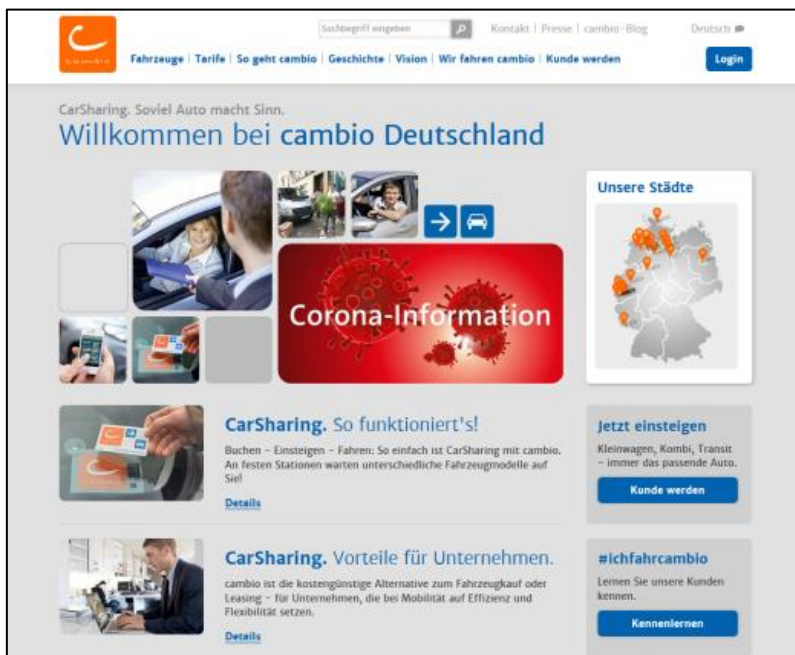 Suchbegriff eingeben
Kontakt | Presse | cambio-Blog
Deutsch
cambio
Fahrzeuge | Tarife | So geht cambio | Geschichte | Vision | Wir fahren cambio | Kunde werden
Login
CarSharing. Soviel Auto macht Sinn.
Willkommen bei cambio Deutschland
Corona-Information
Unsere Städte
CarSharing. So funktioniert's!
Buchen – Einsteigen – Fahren: So einfach ist CarSharing mit cambio.
An festen Stationen warten unterschiedliche Fahrzeugmodelle auf
Sie!
Details
Jetzt einsteigen
Kleinwagen, Kombi, Transit
– immer das passende Auto.
Kunde werden
CarSharing. Vorteile für Unternehmen.
cambio ist die kostengünstige Alternative zum Fahrzeugkauf oder
Leasing – für Unternehmen, die bei Mobilität auf Effizienz und
Flexibilität setzen.
Details
#ichfahrcambio
Lernen Sie unsere Kunden
kennen.
Kennenlernen